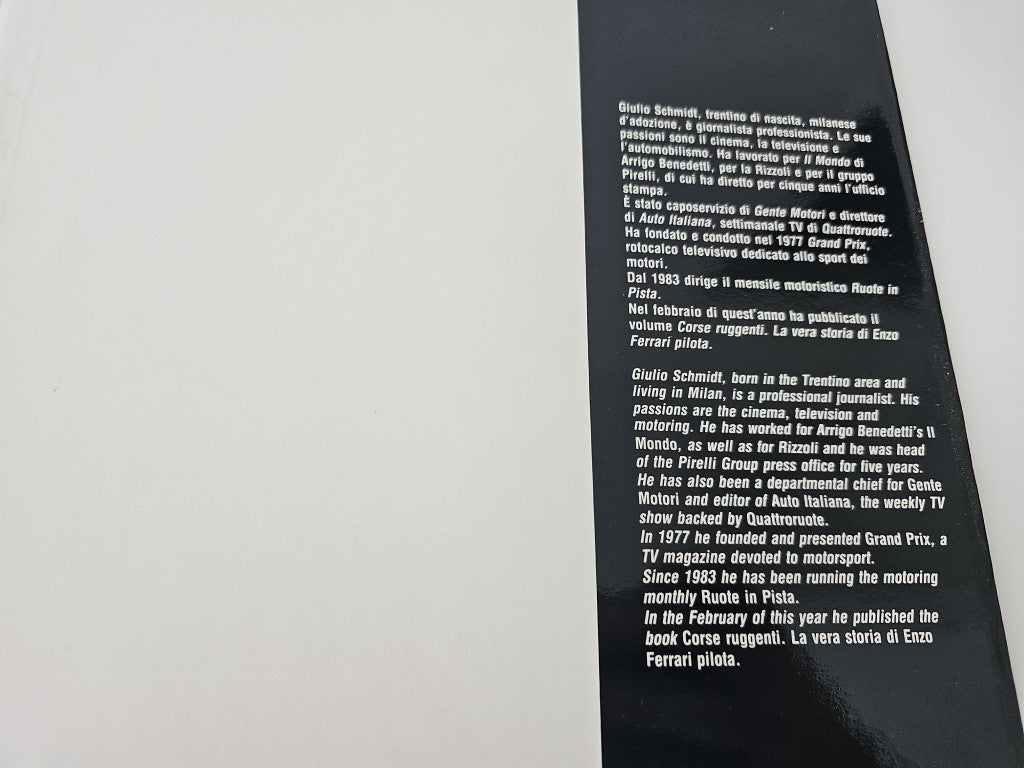 Giulio Schmidt, trentino di nascita, milanese
d'adozione, è giornalista professionista. Le sue
passioni sono il cinema, la televisione e
l'automobilismo. Ha lavorato per Il Mondo di
Arrigo Benedetti, per la Rizzoli e per il gruppo
Pirelli, di cui ha diretto per cinque anni l'ufficio
stampa.
È stato caposervizio di Gente Motori e direttore
di Auto Italiana, settimanale TV di Quattroruote.
Ha fondato e condotto nel 1977 Grand Prix,
rotocalco televisivo dedicato allo sport dei
motori.
Dal 1983 dirige il mensile motoristico Ruote in
Pista.
Nel febbraio di quest'anno ha pubblicato il
volume Corse ruggenti. La vera storia di Enzo
Ferrari pilota.
Giulio Schmidt, born in the Trentino area and
living in Milan, is a professional journalist. His
passions are the cinema, television and
motoring. He has worked for Arrigo Benedetti's Il
Mondo, as well as for Rizzoli and he was head
of the Pirelli Group press office for five years.
He has also been a departmental chief for Gente
Motori and editor of Auto Italiana, the weekly TV
show backed by Quattroruote.
In 1977 he founded and presented Grand Prix, a
TV magazine devoted to motorsport.
Since 1983 he has been running the motoring
monthly Ruote in Pista.
In the February of this year he published the
book Corse ruggenti. La vera storia di Enzo
Ferrari pilota.